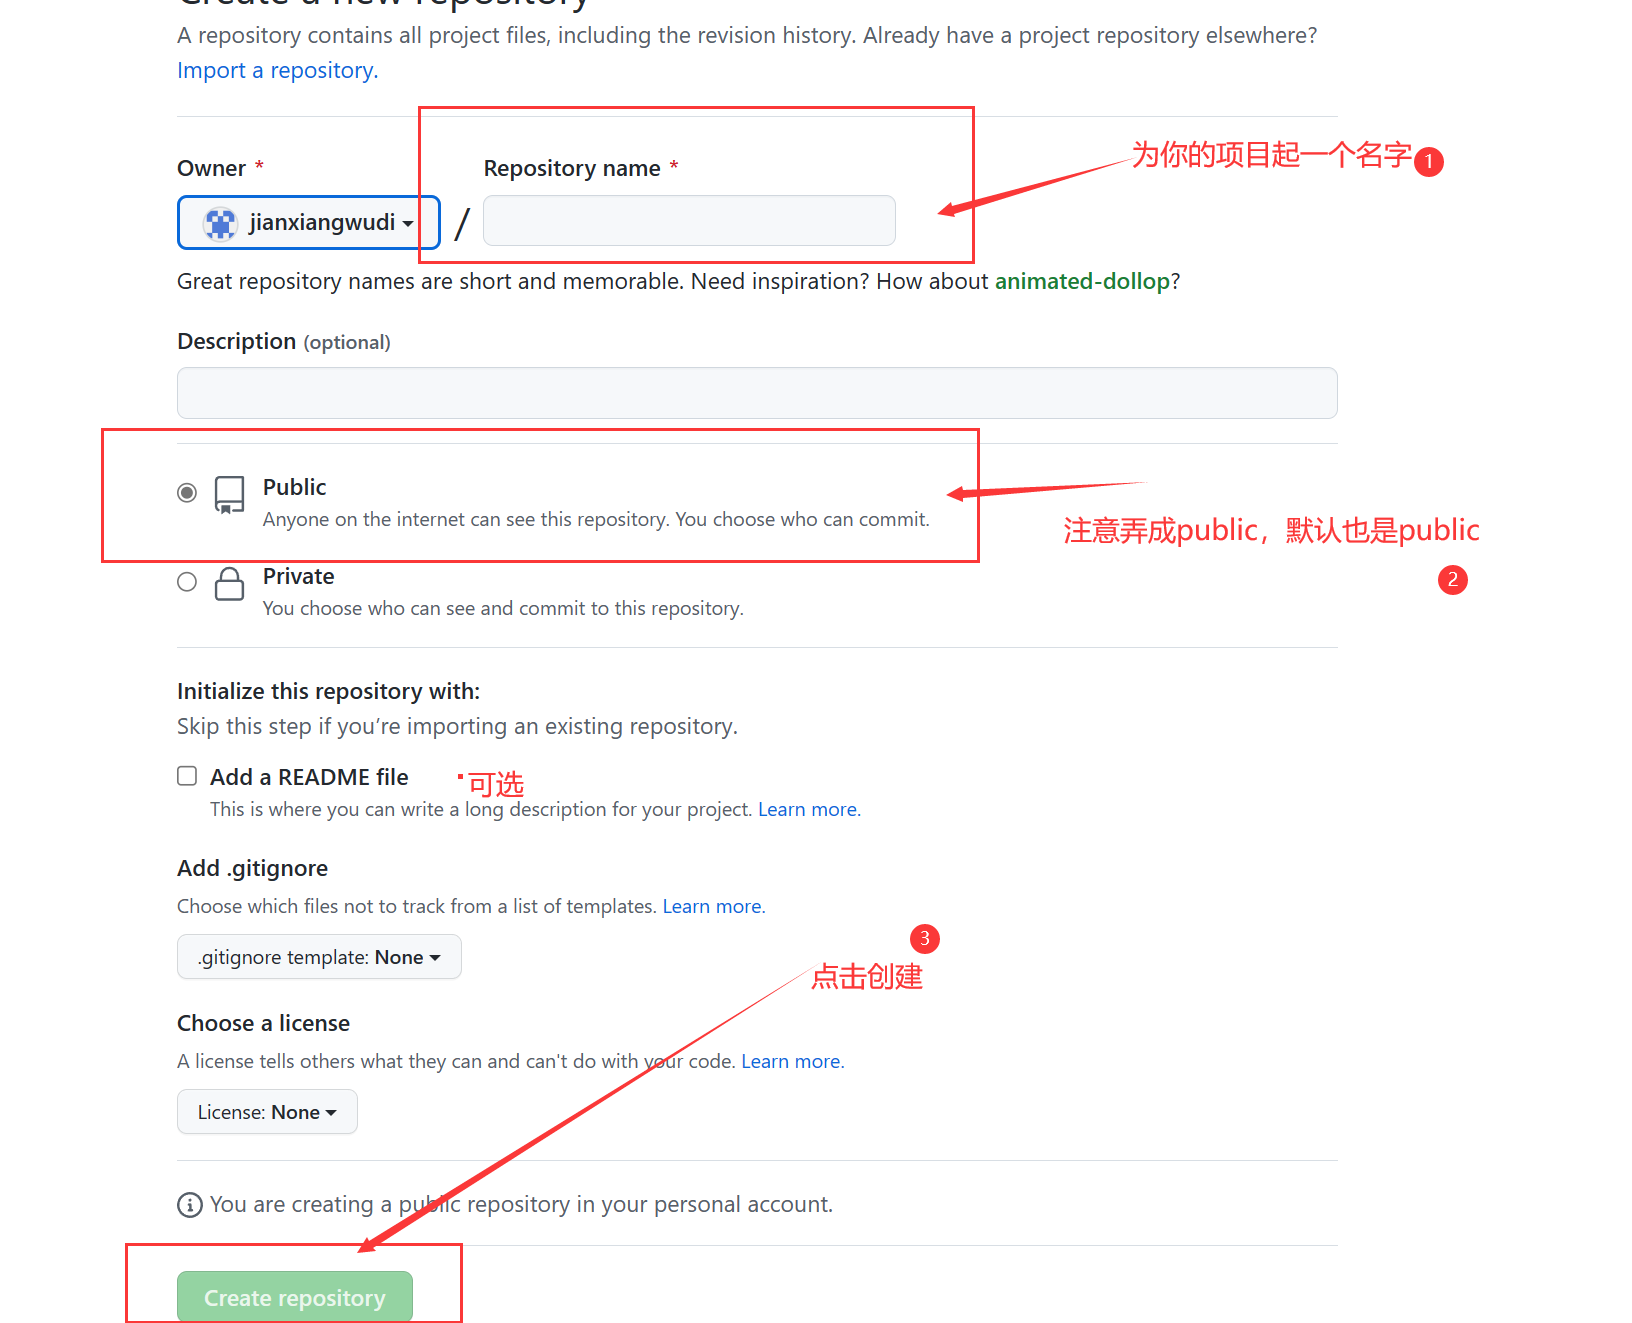 Create a new repository
A repository contains all project files, including the revision history. Already have a project repository elsewhere?
Import a repository.
为你的项目起一个名字 1
Owner * Repository name *
jianxiangwudi / 
Great repository names are short and memorable. Need inspiration? How about animated-dollop?
Description (optional)
Public
Anyone on the internet can see this repository. You choose who can commit.
注意弄成public，默认也是public
2
Private
You choose who can see and commit to this repository.
Initialize this repository with:
Skip this step if you’re importing an existing repository.
Add a README file
可选
This is where you can write a long description for your project. Learn more.
Add .gitignore
Choose which files not to track from a list of templates. Learn more.
3
.gitignore template: None
点击创建
Choose a license
A license tells others what they can and can't do with your code. Learn more.
License: None
You are creating a public repository in your personal account.
Create repository